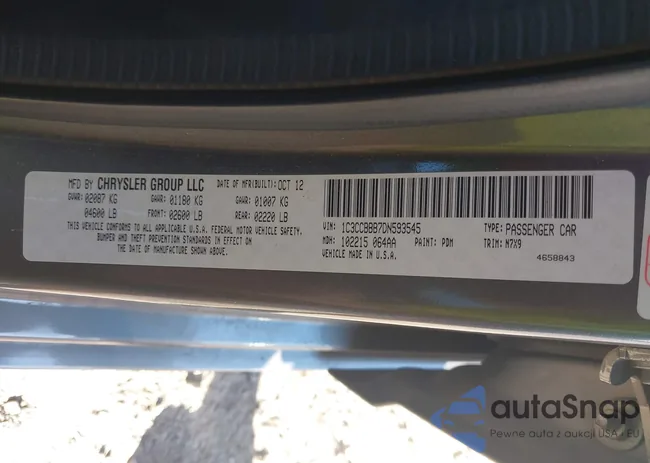 MFD BY CHRYSLER GROUP LLC DATE OF MFR(BUILT): OCT 12
GVWR: 02087 KG GAWR: 01180 KG GAWR: 01007 KG
04600 LB FRONT: 02600 LB REAR: 02220 LB
THIS VEHICLE CONFORMS TO ALL APPLICABLE U.S.A. FEDERAL MOTOR VEHICLE SAFETY,
BUMPER AND THEFT PREVENTION STANDARDS IN EFFECT ON
THE DATE OF MANUFACTURE SHOWN ABOVE.
VIN: 1C3CCBBB7DN593545 TYPE: PASSENGER CAR
MDH: 102215 064AA PAINT: PDM TRIM: N7X9
VEHICLE MADE IN U.S.A.
4658843
autaSnap
Pewne auta z aukcji USA · EU